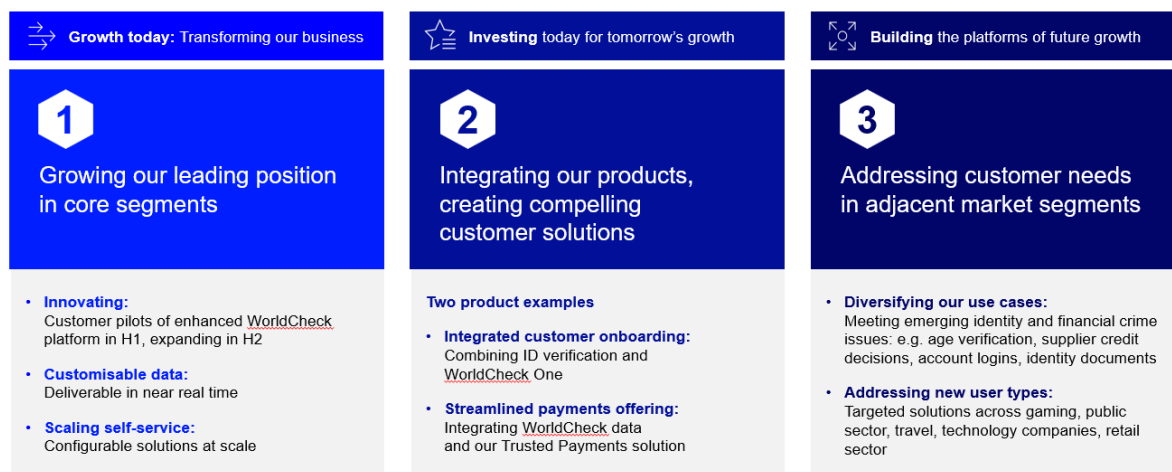 Growth today: Transforming our business
1
Growing our leading position
in core segments
• Innovating:
Customer pilots of enhanced WorldCheck
platform in H1, expanding in H2
• Customisable data:
Deliverable in near real time
• Scaling self-service:
Configurable solutions at scale
Investing today for tomorrow's growth
2
Integrating our products,
creating compelling
customer solutions
Two product examples
• Integrated customer onboarding:
Combining ID verification and
WorldCheck One
• Streamlined payments offering:
Integrating WorldCheck data
and our Trusted Payments solution
Building the platforms of future growth
3
Addressing customer needs
in adjacent market segments
• Diversifying our use cases:
Meeting emerging identity and financial crime
issues: e.g. age verification, supplier credit
decisions, account logins, identity documents
• Addressing new user types:
Targeted solutions across gaming, public
sector, travel, technology companies, retail
sector